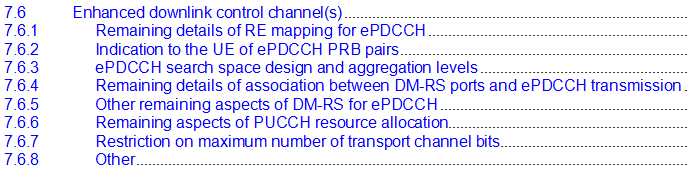 7.6 Enhanced downlink control channel(s)
7.6.1 Remaining details of RE mapping for ePDCCH
7.6.2 Indication to the UE of ePDCCH PRB pairs
7.6.3 ePDCCH search space design and aggregation levels
7.6.4 Remaining details of association between DM-RS ports and ePDCCH transmission
7.6.5 Other remaining aspects of DM-RS for ePDCCH
7.6.6 Remaining aspects of PUCCH resource allocation
7.6.7 Restriction on maximum number of transport channel bits
7.6.8 Other